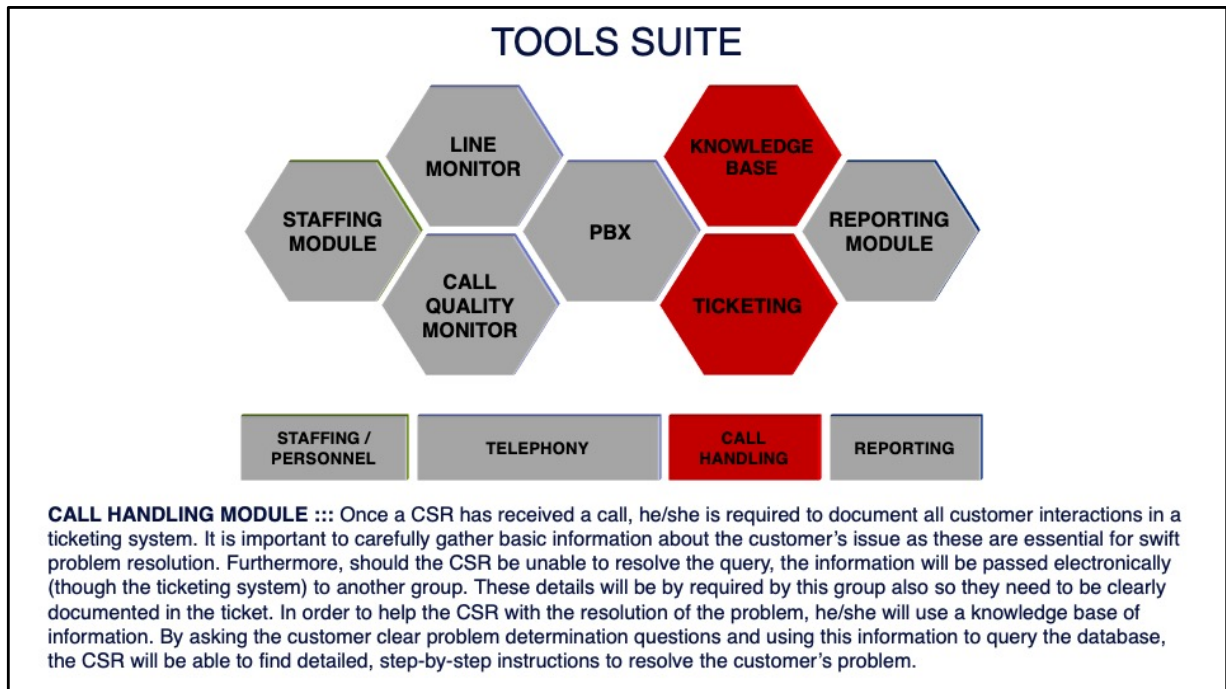 TOOLS SUITE
LINE
MONITOR
KNOWLEDGE
BASE
STAFFING
MODULE
PBX
REPORTING
MODULE
CALL
QUALITY
MONITOR
TICKETING
STAFFING /
PERSONNEL
TELEPHONY
CALL
HANDLING
REPORTING
CALL HANDLING MODULE ::: Once a CSR has received a call, he/she is required to document all customer interactions in a
ticketing system. It is important to carefully gather basic information about the customer's issue as these are essential for swift
problem resolution. Furthermore, should the CSR be unable to resolve the query, the information will be passed electronically
(though the ticketing system) to another group. These details will be by required by this group also so they need to be clearly
documented in the ticket. In order to help the CSR with the resolution of the problem, he/she will use a knowledge base of
information. By asking the customer clear problem determination questions and using this information to query the database,
the CSR will be able to find detailed, step-by-step instructions to resolve the customer's problem.